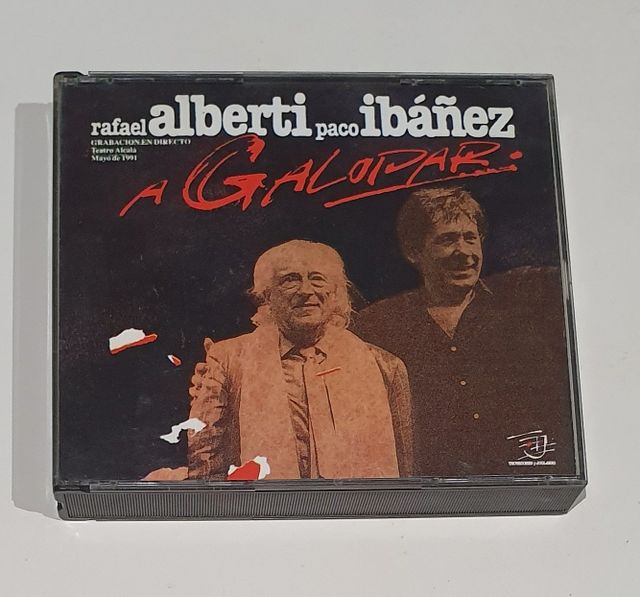 rafael alberti paco ibáñez
GRABACION EN DIRECTO
Teatro Alcalá
Mayo de 1991
A GALOPAR